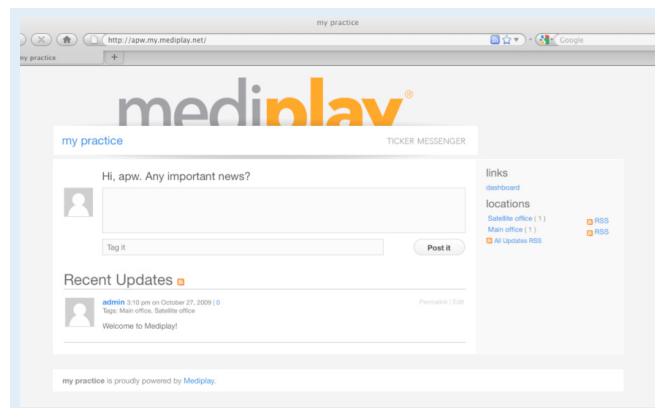 my practice
http://apw.my.mediplay.net/
Google
my practice
+
mediplay®
my practice
TICKER MESSENGER
Hi, apw. Any important news?
Tag it
Post it
Recent Updates
admin 3:10 pm on October 27, 2009 | 0
Permalink | Edit
Tags: Main office, Satellite office
Welcome to Mediplay!
links
dashboard
locations
Satellite office ( 1 )
RSS
Main office ( 1 )
RSS
All Updates RSS
my practice is proudly powered by Mediplay.